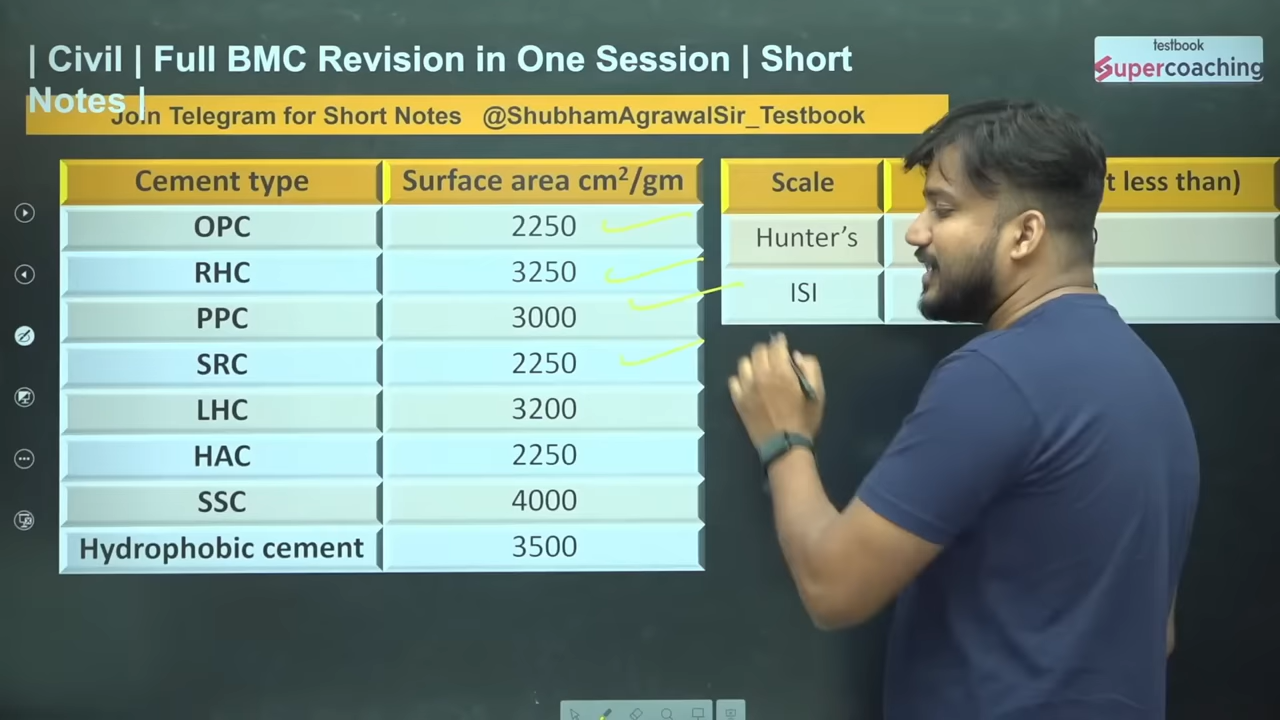 | Civil | Full BMC Revision in One Session | Short
Notes |
Join Telegram for Short Notes @ShubhamAgrawalSir_Testbook
testbook
Supercoaching
Cement type Surface area cm²/gm
OPC 2250
RHC 3250
PPC 3000
SRC 2250
LHC 3200
HAC 2250
SSC 4000
Hydrophobic cement 3500
Scale less than)
Hunter's
ISI